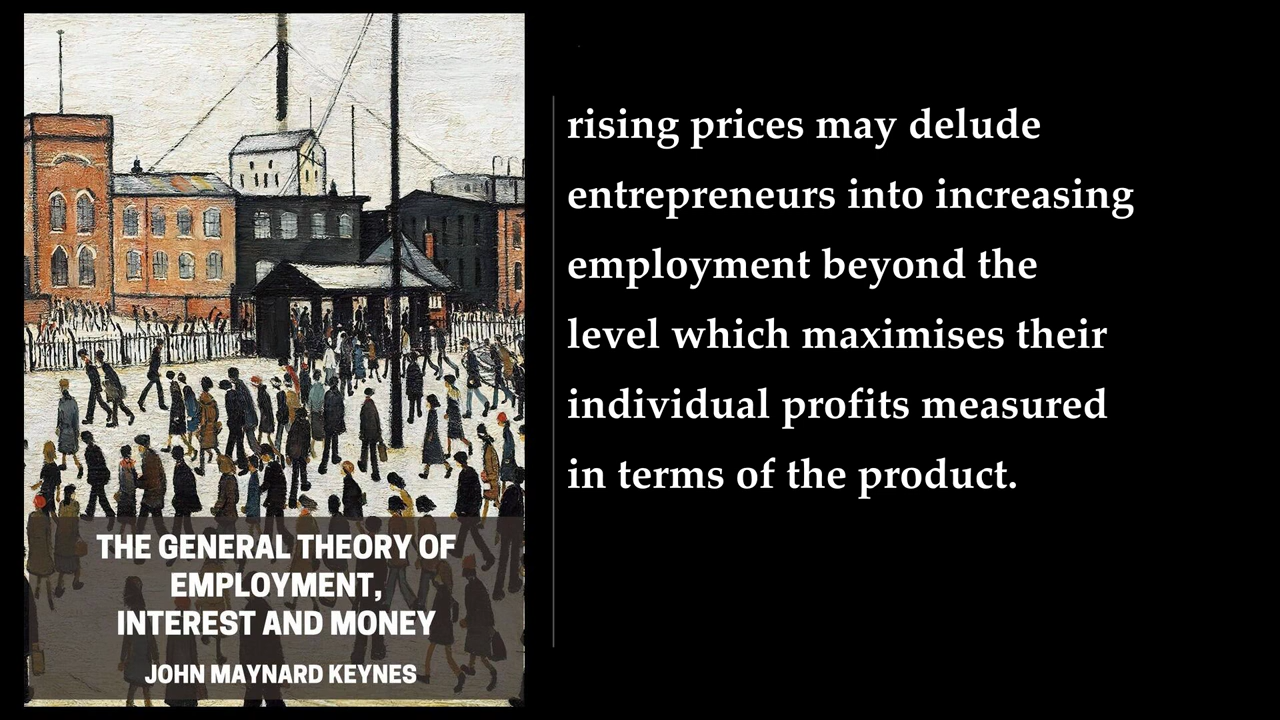 THE GENERAL THEORY OF
EMPLOYMENT,
INTEREST AND MONEY
JOHN MAYNARD KEYNES
rising prices may delude
entrepreneurs into increasing
employment beyond the
level which maximises their
individual profits measured
in terms of the product.